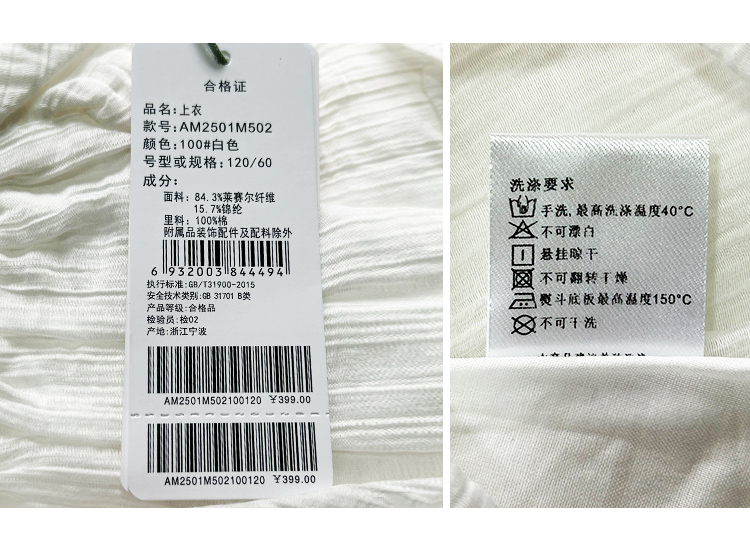 合格证
品名:上衣
款号:AM2501M502
颜色:100#白色
号型或规格:120/60
成分:
面料:84.3%莱赛尔纤维
15.7%锦纶
里料:100%棉
附属品装饰配件及配料除外
6 932003 844494
执行标准:GB/T31900-2015
安全技术类别:GB 31701 B类
产品等级:合格品
检验员:检02
产地:浙江宁波
AM2501M502100120 ¥399.00
AM2501M502100120 ¥399.00
洗涤要求
手洗,最高洗涤温度40°C
不可漂白
悬挂晾干
不可翻转干燥
熨斗底板最高温度150°C
不可干洗